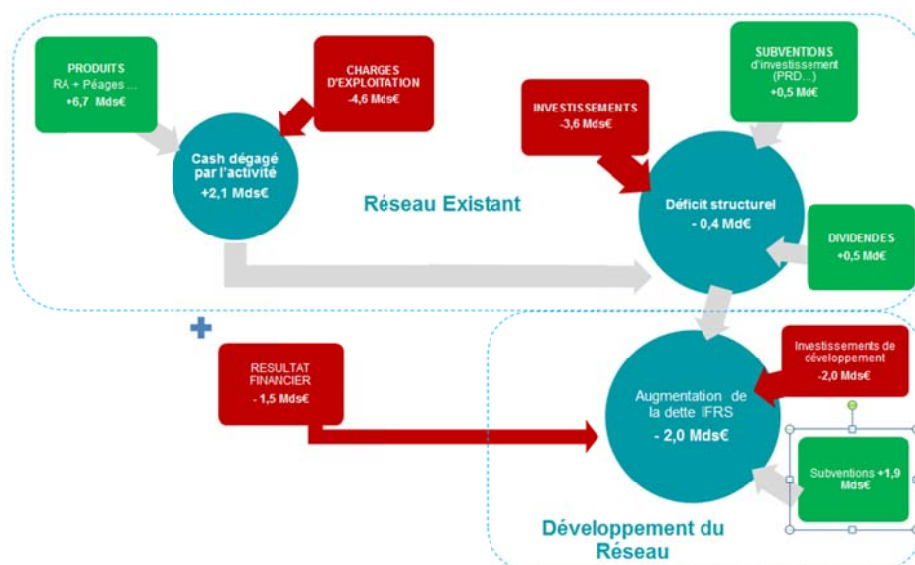 PRODUITS
RA + Péages ...
+6,7 Mds€
CHARGES
D'EXPLOITATION
-4,6 Mds€
SUBVENTIONS
d'investissement
(PRD...)
+0,5 Md€
INVESTISSEMENTS
-3,6 Mds€
Cash dégagé
par l'activité
+2,1 Mds€
Réseau Existant
Déficit structurel
- 0,4 Md€
DIVIDENDES
+0,5 Md€
RESULTAT
FINANCIER
- 1,5 Mds€
Investissements de
développement
-2,0 Mds€
Augmentation de
la dette IFRS
- 2,0 Mds€
Subventions +1,9
Mds€
Développement du
Réseau